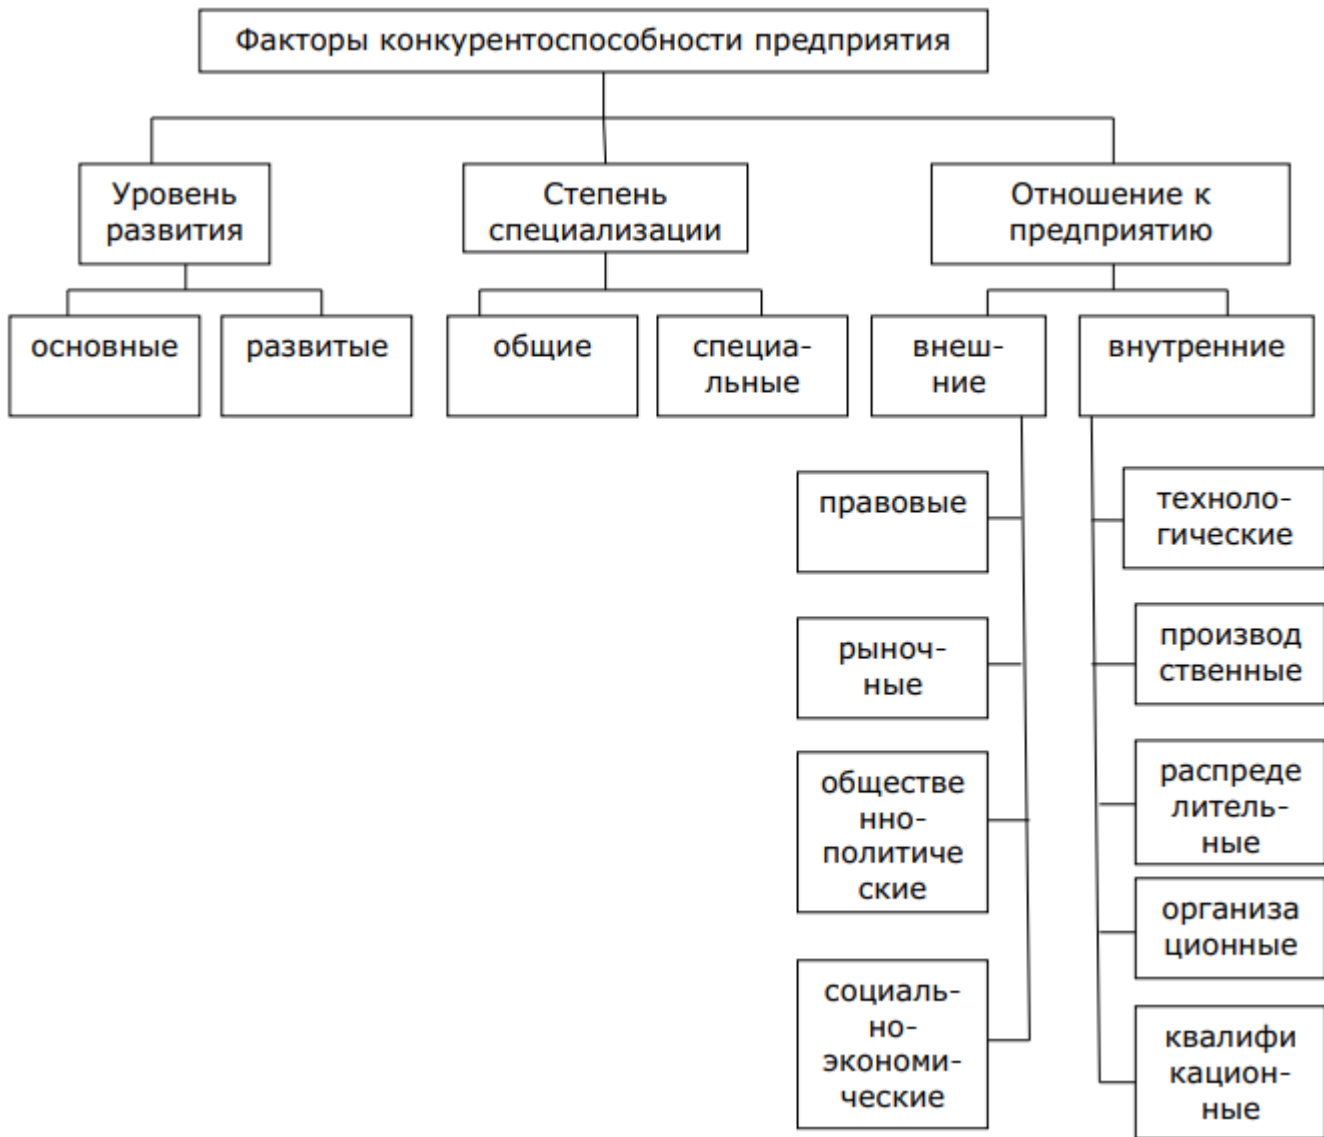 Факторы конкурентоспособности предприятия
Уровень
развития
Степень
специализации
Отношение к
предприятию
основные
развитые
общие
специа-
льные
внеш-
ние
внутренние
правовые
рыноч-
ные
обществе
нно-
политиче
ские
социаль-
но-
экономи-
ческие
техноло-
гические
производ
ственные
распреде
литель-
ные
организа
ционные
квалифи
кацион-
ные